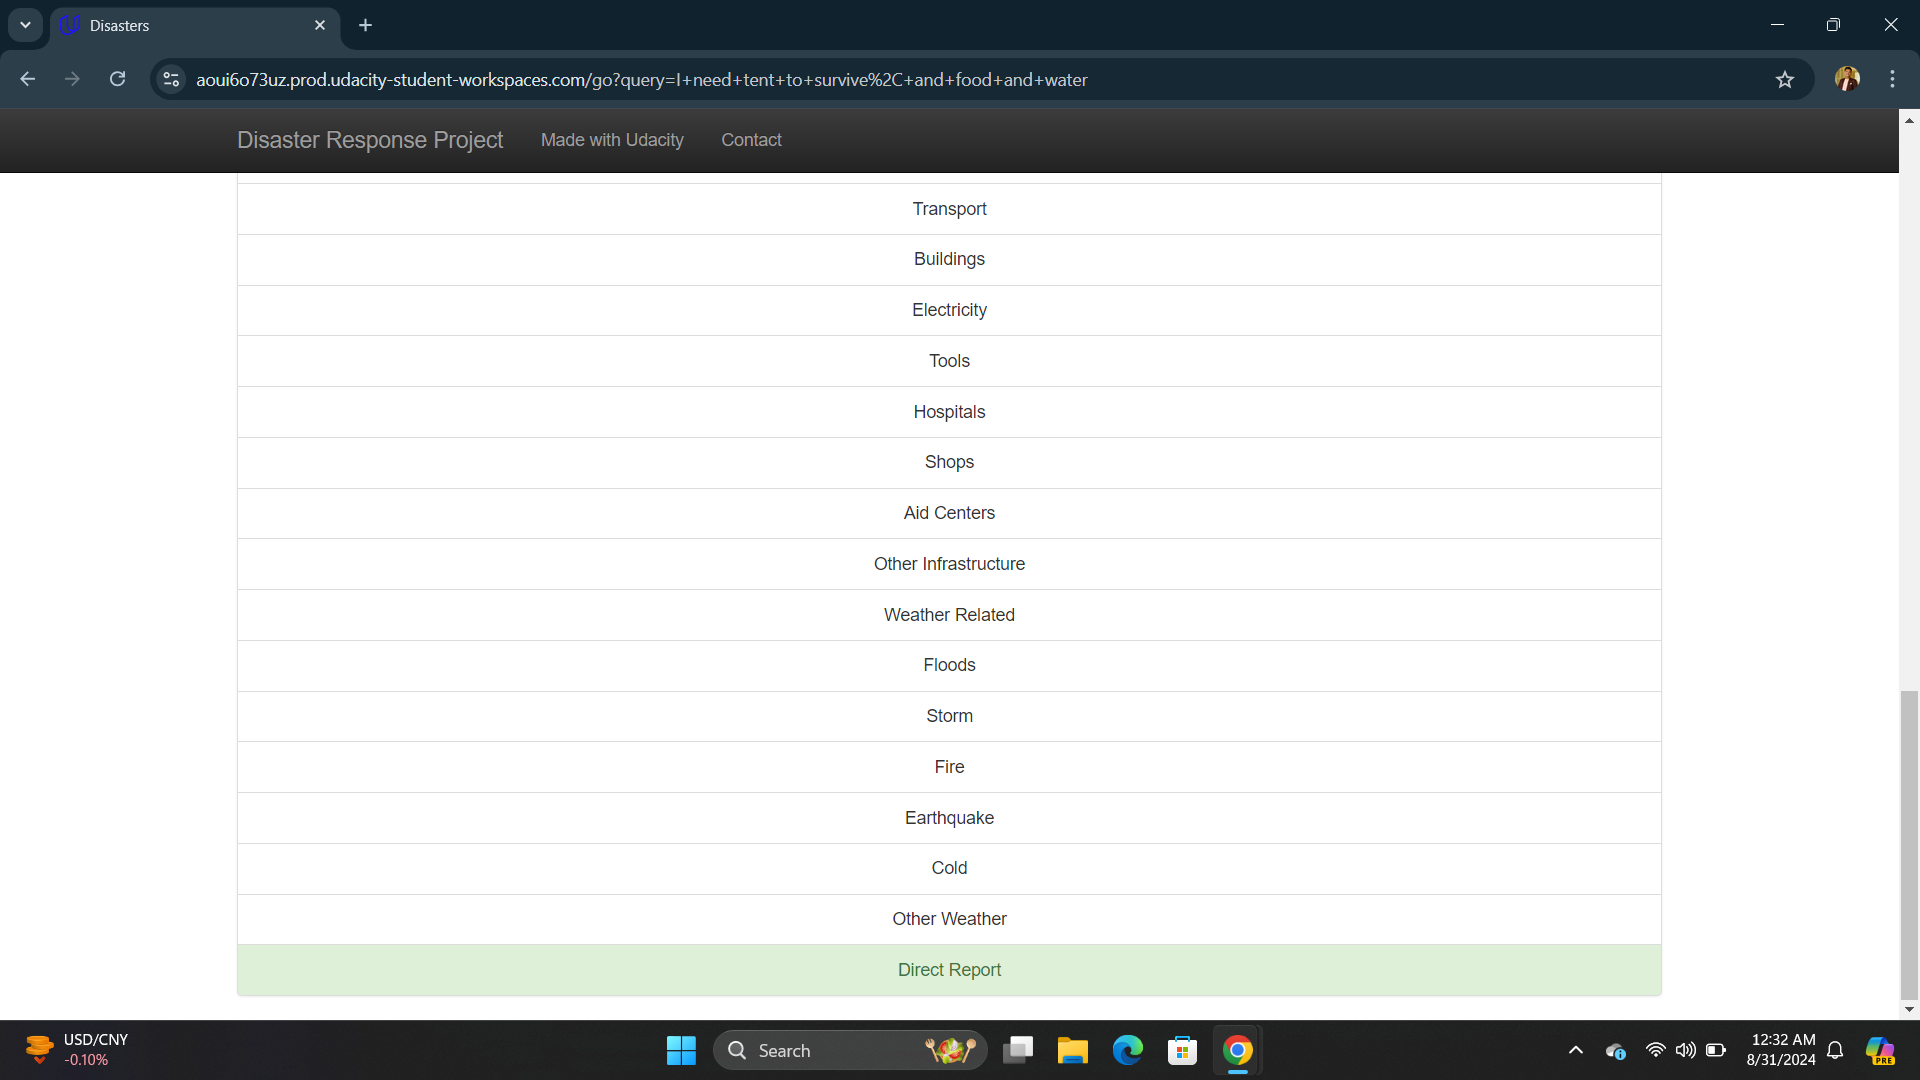 Disasters
aoui6o73uz.prod.udacity-student-workspaces.com/go?query=I+need+tent+to+survive%2C+and+food+and+water
Disaster Response Project Made with Udacity Contact
Transport
Buildings
Electricity
Tools
Hospitals
Shops
Aid Centers
Other Infrastructure
Weather Related
Floods
Storm
Fire
Earthquake
Cold
Other Weather
Direct Report
USD/CNY
-0.10%
Search
12:32 AM
8/31/2024
PRE